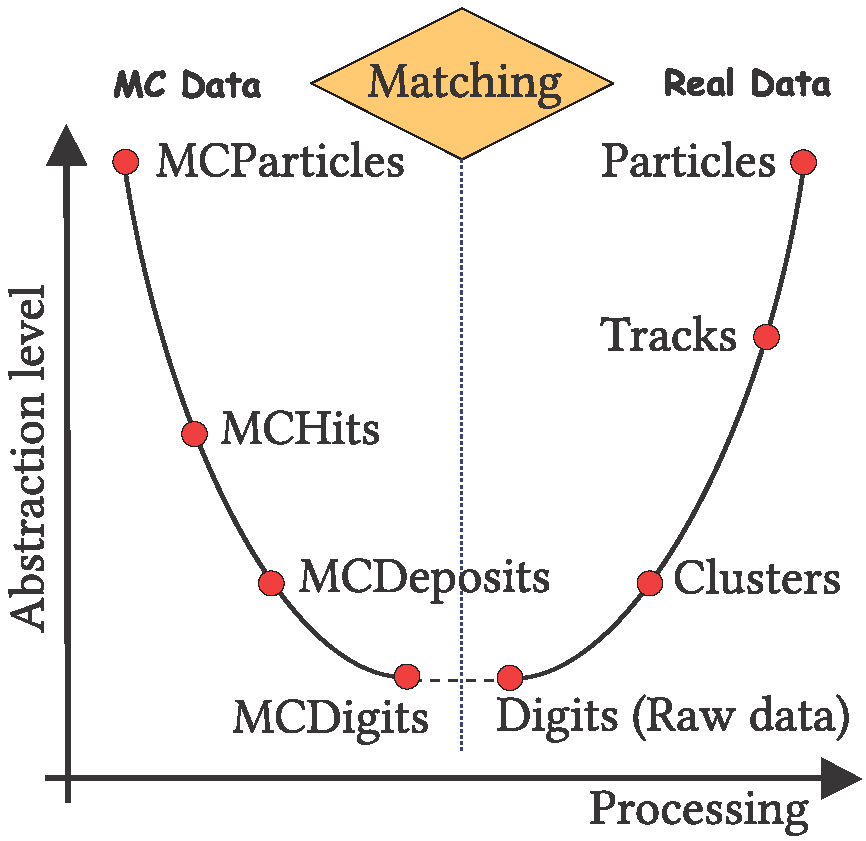 MC Data
Matching
Real Data
MCParticles
Particles
Tracks
MCHits
MCDeposits
Clusters
MCDigits
Digits (Raw data)
Abstraction level
Processing